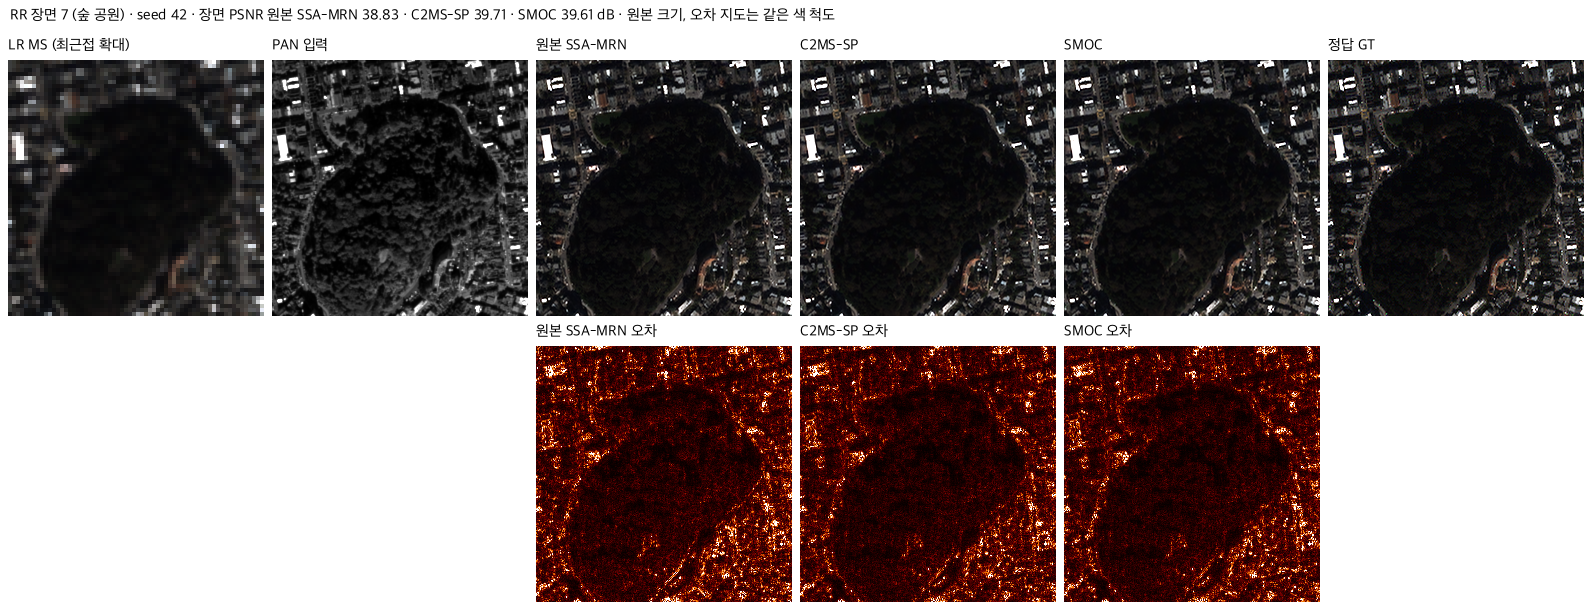 RR 장면 7 (숲 공원) · seed 42 · 장면 PSNR 원본 SSA-MRN 38.83 · C2MS-SP 39.71 · SMOC 39.61 dB · 원본 크기, 오차 지도는 같은 색 척도
LR MS (최근접 확대)
PAN 입력
원본 SSA-MRN
C2MS-SP
SMOC
정답 GT
원본 SSA-MRN 오차
C2MS-SP 오차
SMOC 오차